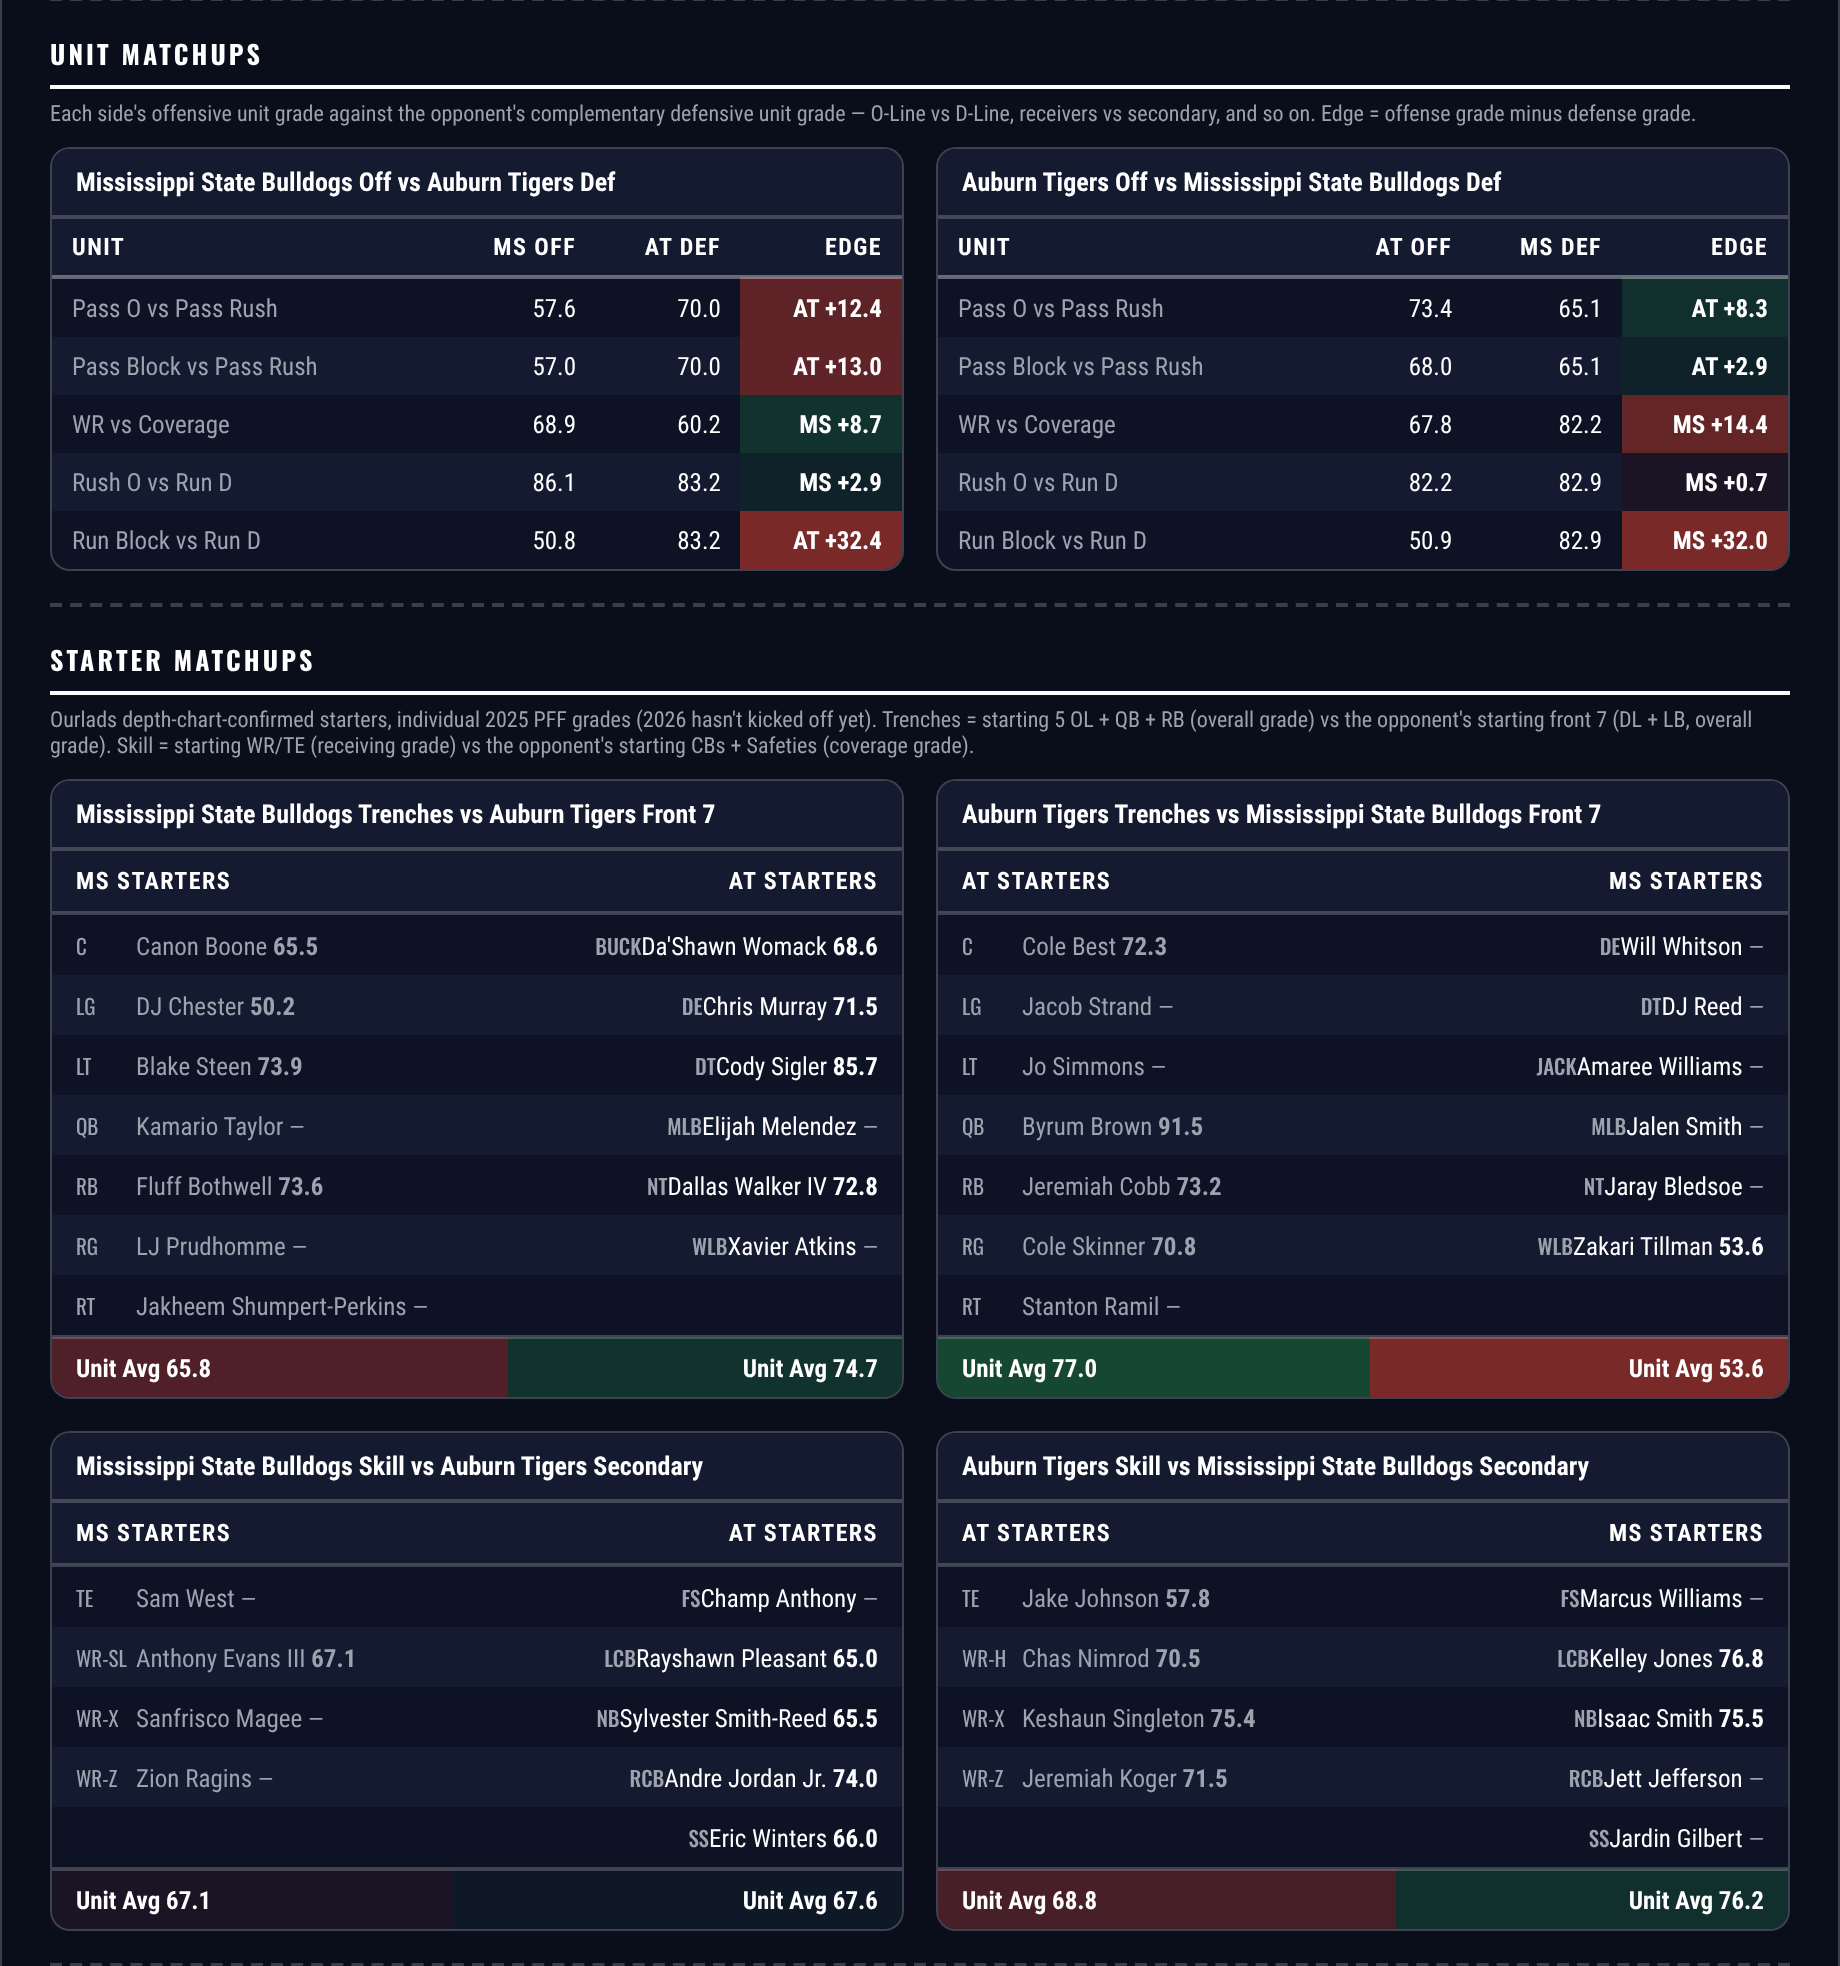 UNIT MATCHUPS
Each side's offensive unit grade against the opponent's complementary defensive unit grade — O-Line vs D-Line, receivers vs secondary, and so on. Edge = offense grade minus defense grade.
Mississippi State Bulldogs Off vs Auburn Tigers Def
UNIT MS OFF AT DEF EDGE
Pass O vs Pass Rush 57.6 70.0 AT +12.4
Pass Block vs Pass Rush 57.0 70.0 AT +13.0
WR vs Coverage 68.9 60.2 MS +8.7
Rush O vs Run D 86.1 83.2 MS +2.9
Run Block vs Run D 50.8 83.2 AT +32.4
Auburn Tigers Off vs Mississippi State Bulldogs Def
UNIT AT OFF MS DEF EDGE
Pass O vs Pass Rush 73.4 65.1 AT +8.3
Pass Block vs Pass Rush 68.0 65.1 AT +2.9
WR vs Coverage 67.8 82.2 MS +14.4
Rush O vs Run D 82.2 82.9 MS +0.7
Run Block vs Run D 50.9 82.9 MS +32.0
STARTER MATCHUPS
Ourlads depth-chart-confirmed starters, individual 2025 PFF grades (2026 hasn't kicked off yet). Trenches = starting 5 OL + QB + RB (overall grade) vs the opponent's starting front 7 (DL + LB, overall
grade). Skill = starting WR/TE (receiving grade) vs the opponent's starting CBs + Safeties (coverage grade).
Mississippi State Bulldogs Trenches vs Auburn Tigers Front 7
MS STARTERS AT STARTERS
C Canon Boone 65.5 BUCKDa'Shawn Womack 68.6
LG DJ Chester 50.2 DEChris Murray 71.5
LT Blake Steen 73.9 DTCody Sigler 85.7
QB Kamario Taylor — MLBElijah Melendez —
RB Fluff Bothwell 73.6 NTDallas Walker IV 72.8
RG LJ Prudhomme — WLBXavier Atkins —
RT Jakheem Shumpert-Perkins —
Unit Avg 65.8 Unit Avg 74.7
Auburn Tigers Trenches vs Mississippi State Bulldogs Front 7
AT STARTERS MS STARTERS
C Cole Best 72.3 DEWill Whitson —
LG Jacob Strand — DTDJ Reed —
LT Jo Simmons — JACKAmaree Williams —
QB Byrum Brown 91.5 MLBJalen Smith —
RB Jeremiah Cobb 73.2 NTJaray Bledsoe —
RG Cole Skinner 70.8 WLBZakari Tillman 53.6
RT Stanton Ramil —
Unit Avg 77.0 Unit Avg 53.6
Mississippi State Bulldogs Skill vs Auburn Tigers Secondary
MS STARTERS AT STARTERS
TE Sam West — FSChamp Anthony —
WR-SL Anthony Evans III 67.1 LCBRayshawn Pleasant 65.0
WR-X Sanfrisco Magee — NBSylvester Smith-Reed 65.5
WR-Z Zion Ragins — RCBAndre Jordan Jr. 74.0
SSEric Winters 66.0
Unit Avg 67.1 Unit Avg 67.6
Auburn Tigers Skill vs Mississippi State Bulldogs Secondary
AT STARTERS MS STARTERS
TE Jake Johnson 57.8 FSMarcus Williams —
WR-H Chas Nimrod 70.5 LCBKelley Jones 76.8
WR-X Keshaun Singleton 75.4 NBIsaac Smith 75.5
WR-Z Jeremiah Koger 71.5 RCBJett Jefferson —
SSJardin Gilbert —
Unit Avg 68.8 Unit Avg 76.2